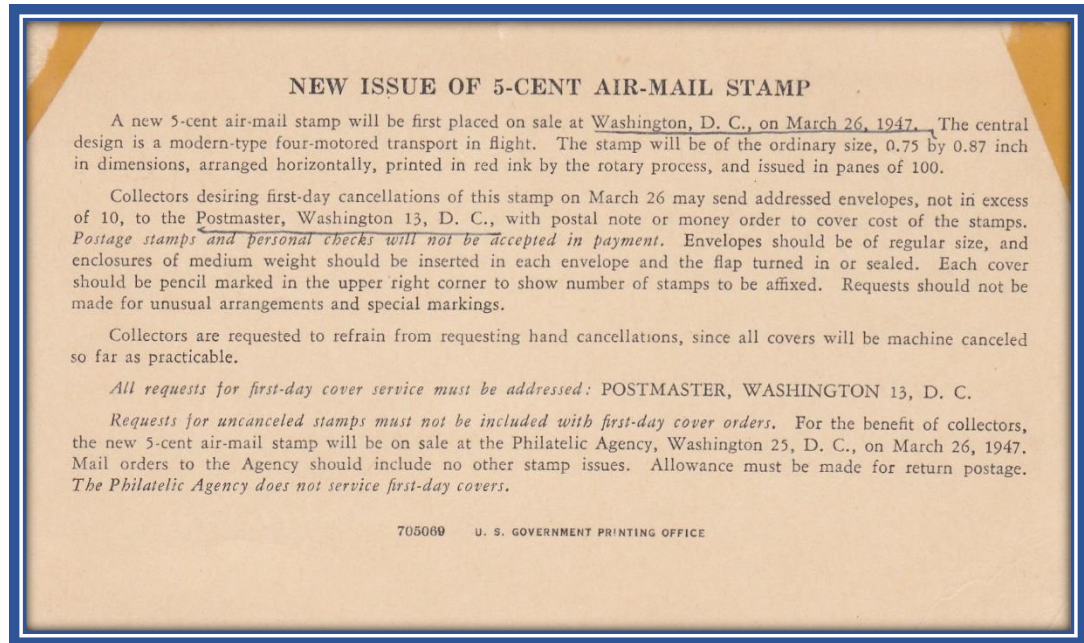 NEW ISSUE OF 5-CENT AIR-MAIL STAMP
A new 5-cent air-mail stamp will be first placed on sale at Washington, D. C., on March 26, 1947. The central
design is a modern-type four-motored transport in flight. The stamp will be of the ordinary size, 0.75 by 0.87 inch
in dimensions, arranged horizontally, printed in red ink by the rotary process, and issued in panes of 100.
Collectors desiring first-day cancellations of this stamp on March 26 may send addressed envelopes, not in excess
of 10, to the Postmaster, Washington 13, D. C., with postal note or money order to cover cost of the stamps.
Postage stamps and personal checks will not be accepted in payment. Envelopes should be of regular size, and
enclosures of medium weight should be inserted in each envelope and the flap turned in or sealed. Each cover
should be pencil marked in the upper right corner to show number of stamps to be affixed. Requests should not be
made for unusual arrangements and special markings.
Collectors are requested to refrain from requesting hand cancellations, since all covers will be machine canceled
so far as practicable.
All requests for first-day cover service must be addressed: POSTMASTER, WASHINGTON 13, D. C.
Requests for uncanceled stamps must not be included with first-day cover orders. For the benefit of collectors,
the new 5-cent air-mail stamp will be on sale at the Philatelic Agency, Washington 25, D. C., on March 26, 1947.
Mail orders to the Agency should include no other stamp issues. Allowance must be made for return postage.
The Philatelic Agency does not service first-day covers.
705069 U. S. GOVERNMENT PRINTING OFFICE